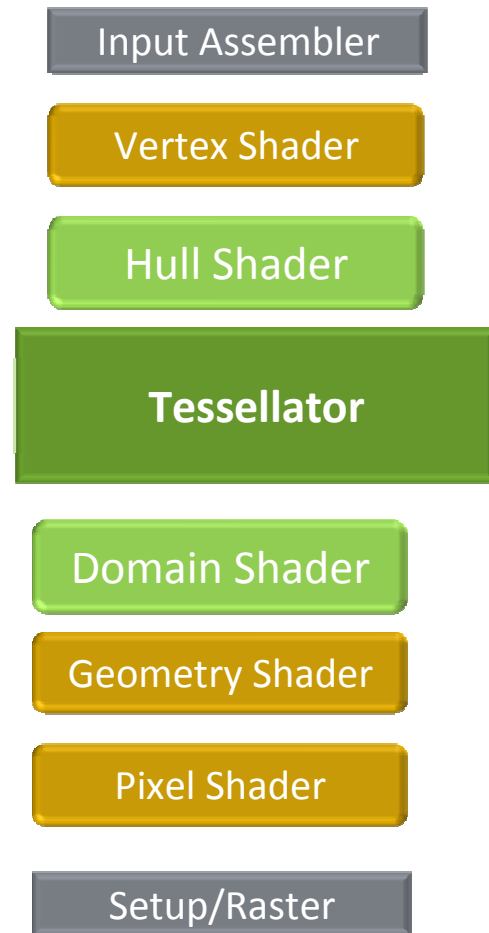 Input Assembler
Vertex Shader
Hull Shader
Tessellator
Domain Shader
Geometry Shader
Pixel Shader
Setup/Raster